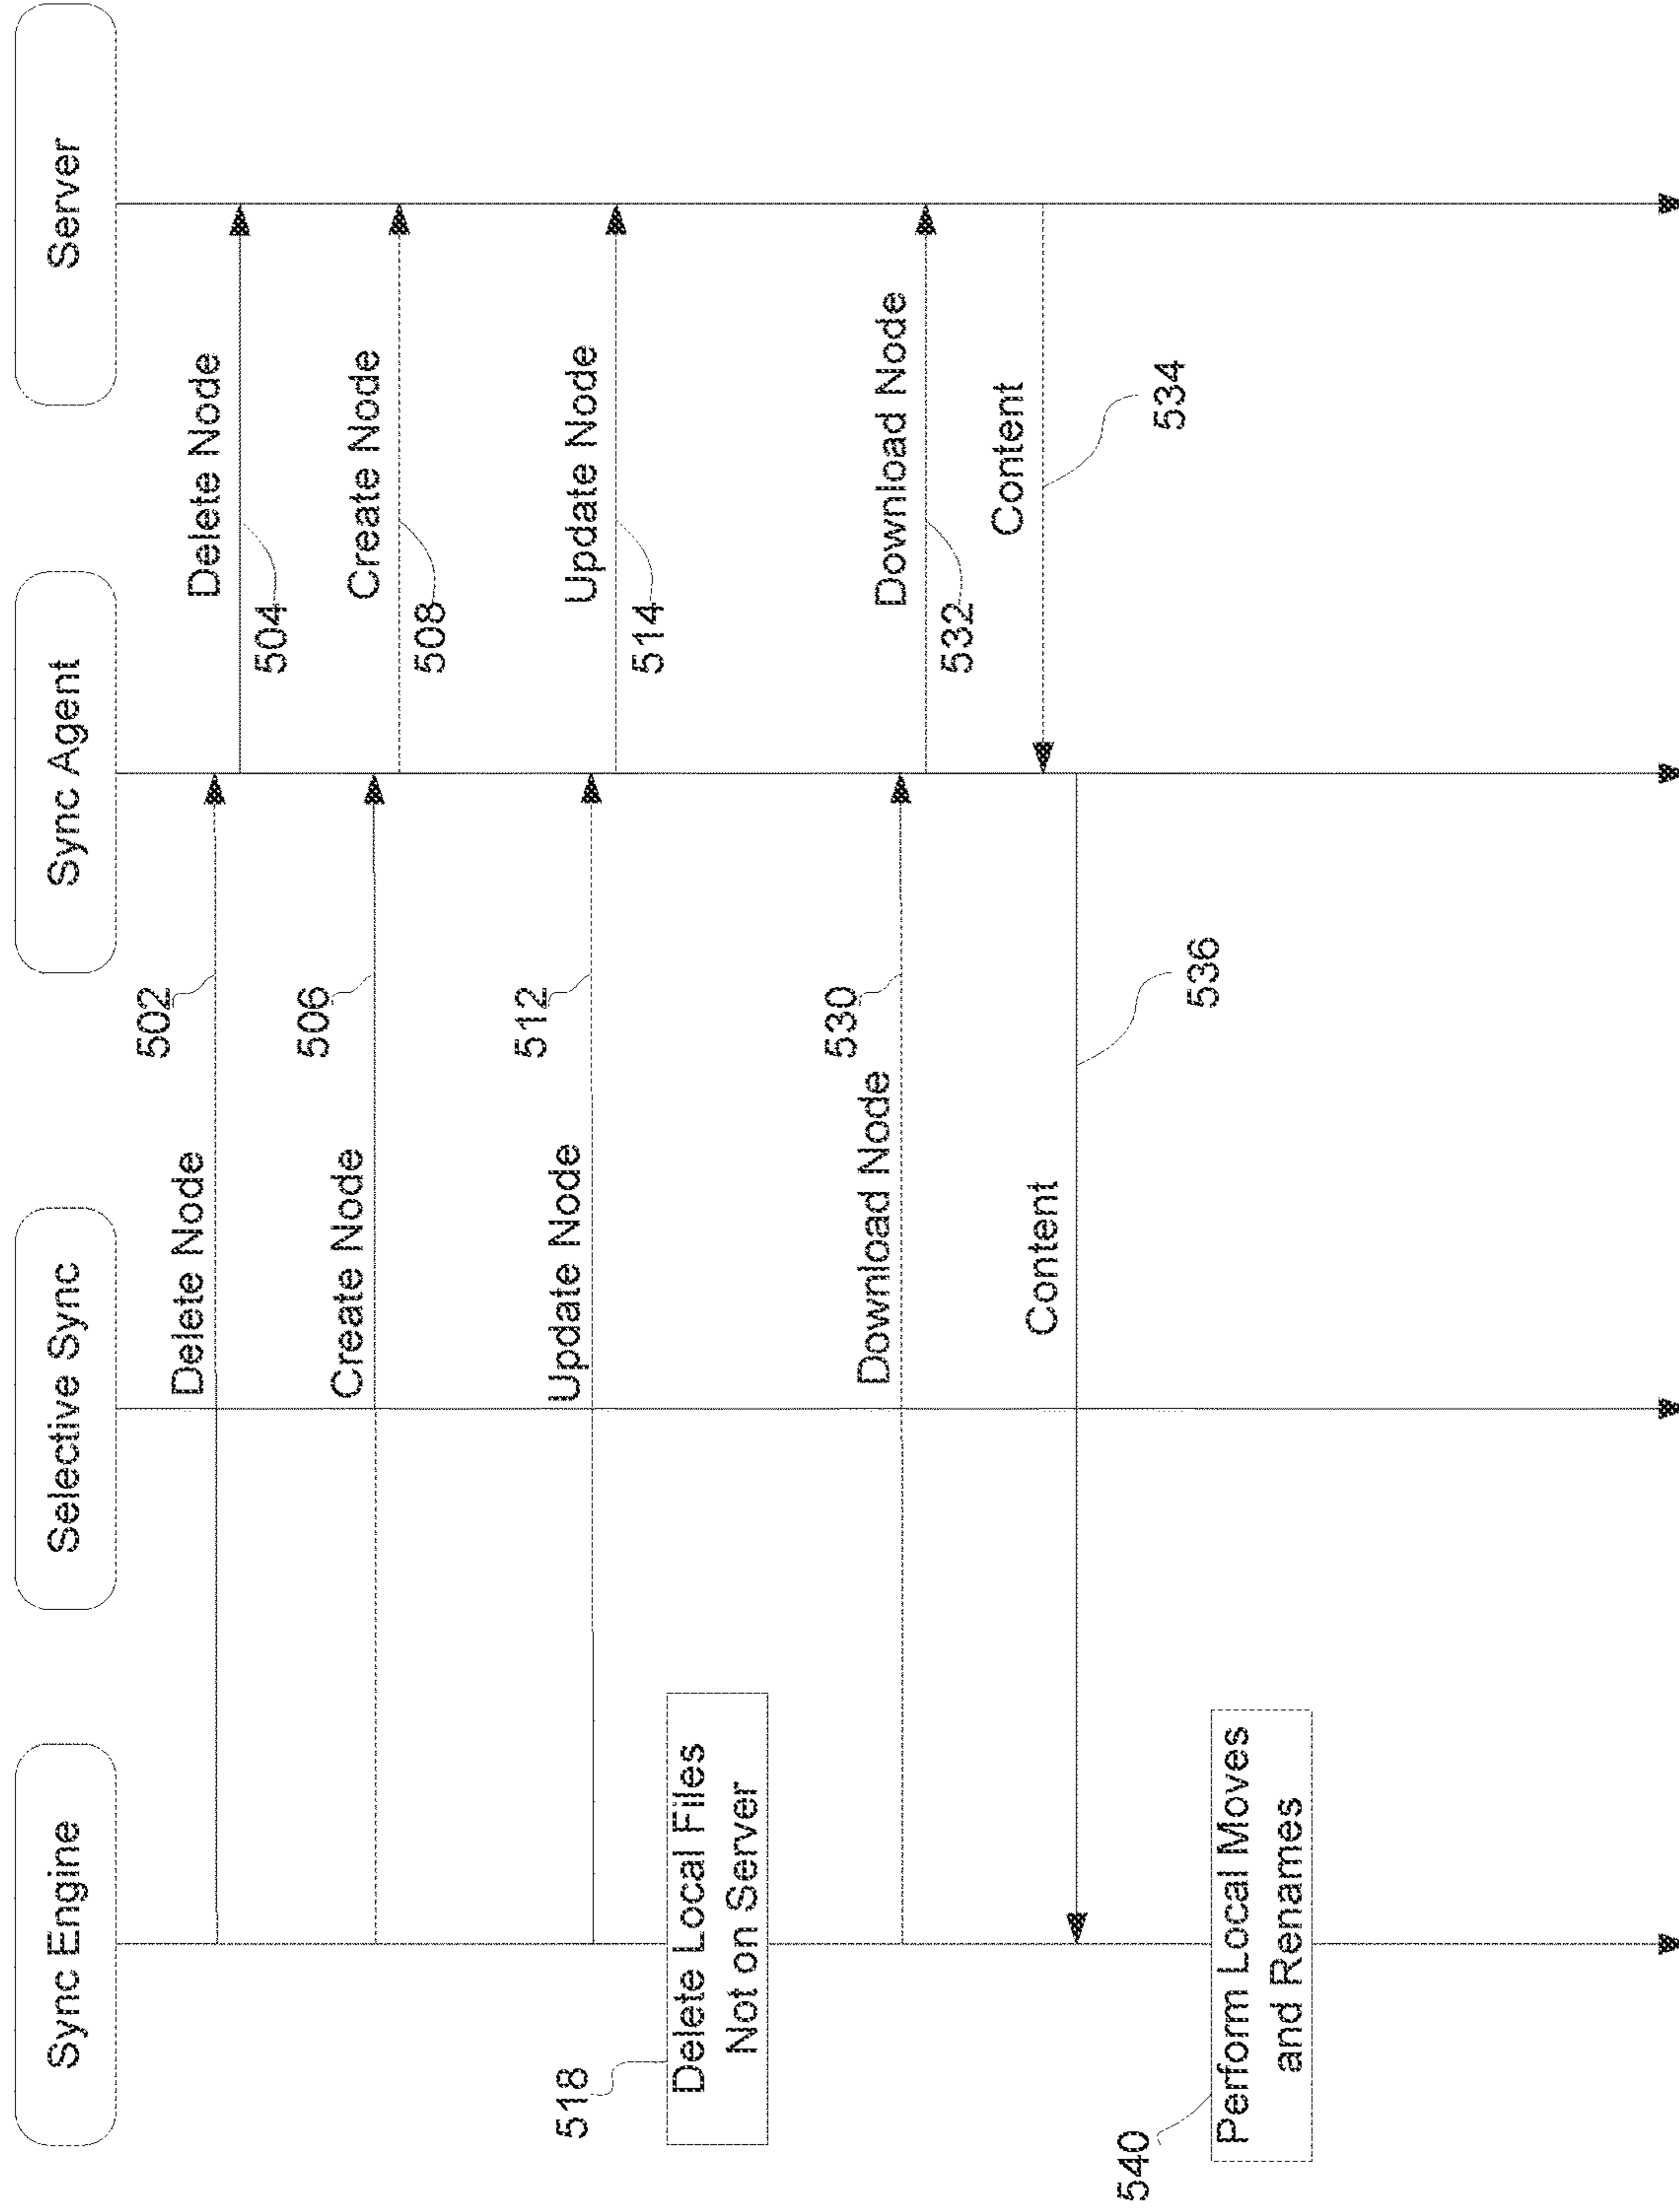 Sync Engine
Selective Sync
Sync Agent
Server
Delete Node
502
Delete Node
504
Create Node
506
Create Node
508
Update Node
512
Update Node
514
518
Delete Local Files
Not on Server
Download Node
530
Download Node
532
Content
534
Content
536
540
Perform Local Moves
and Renames